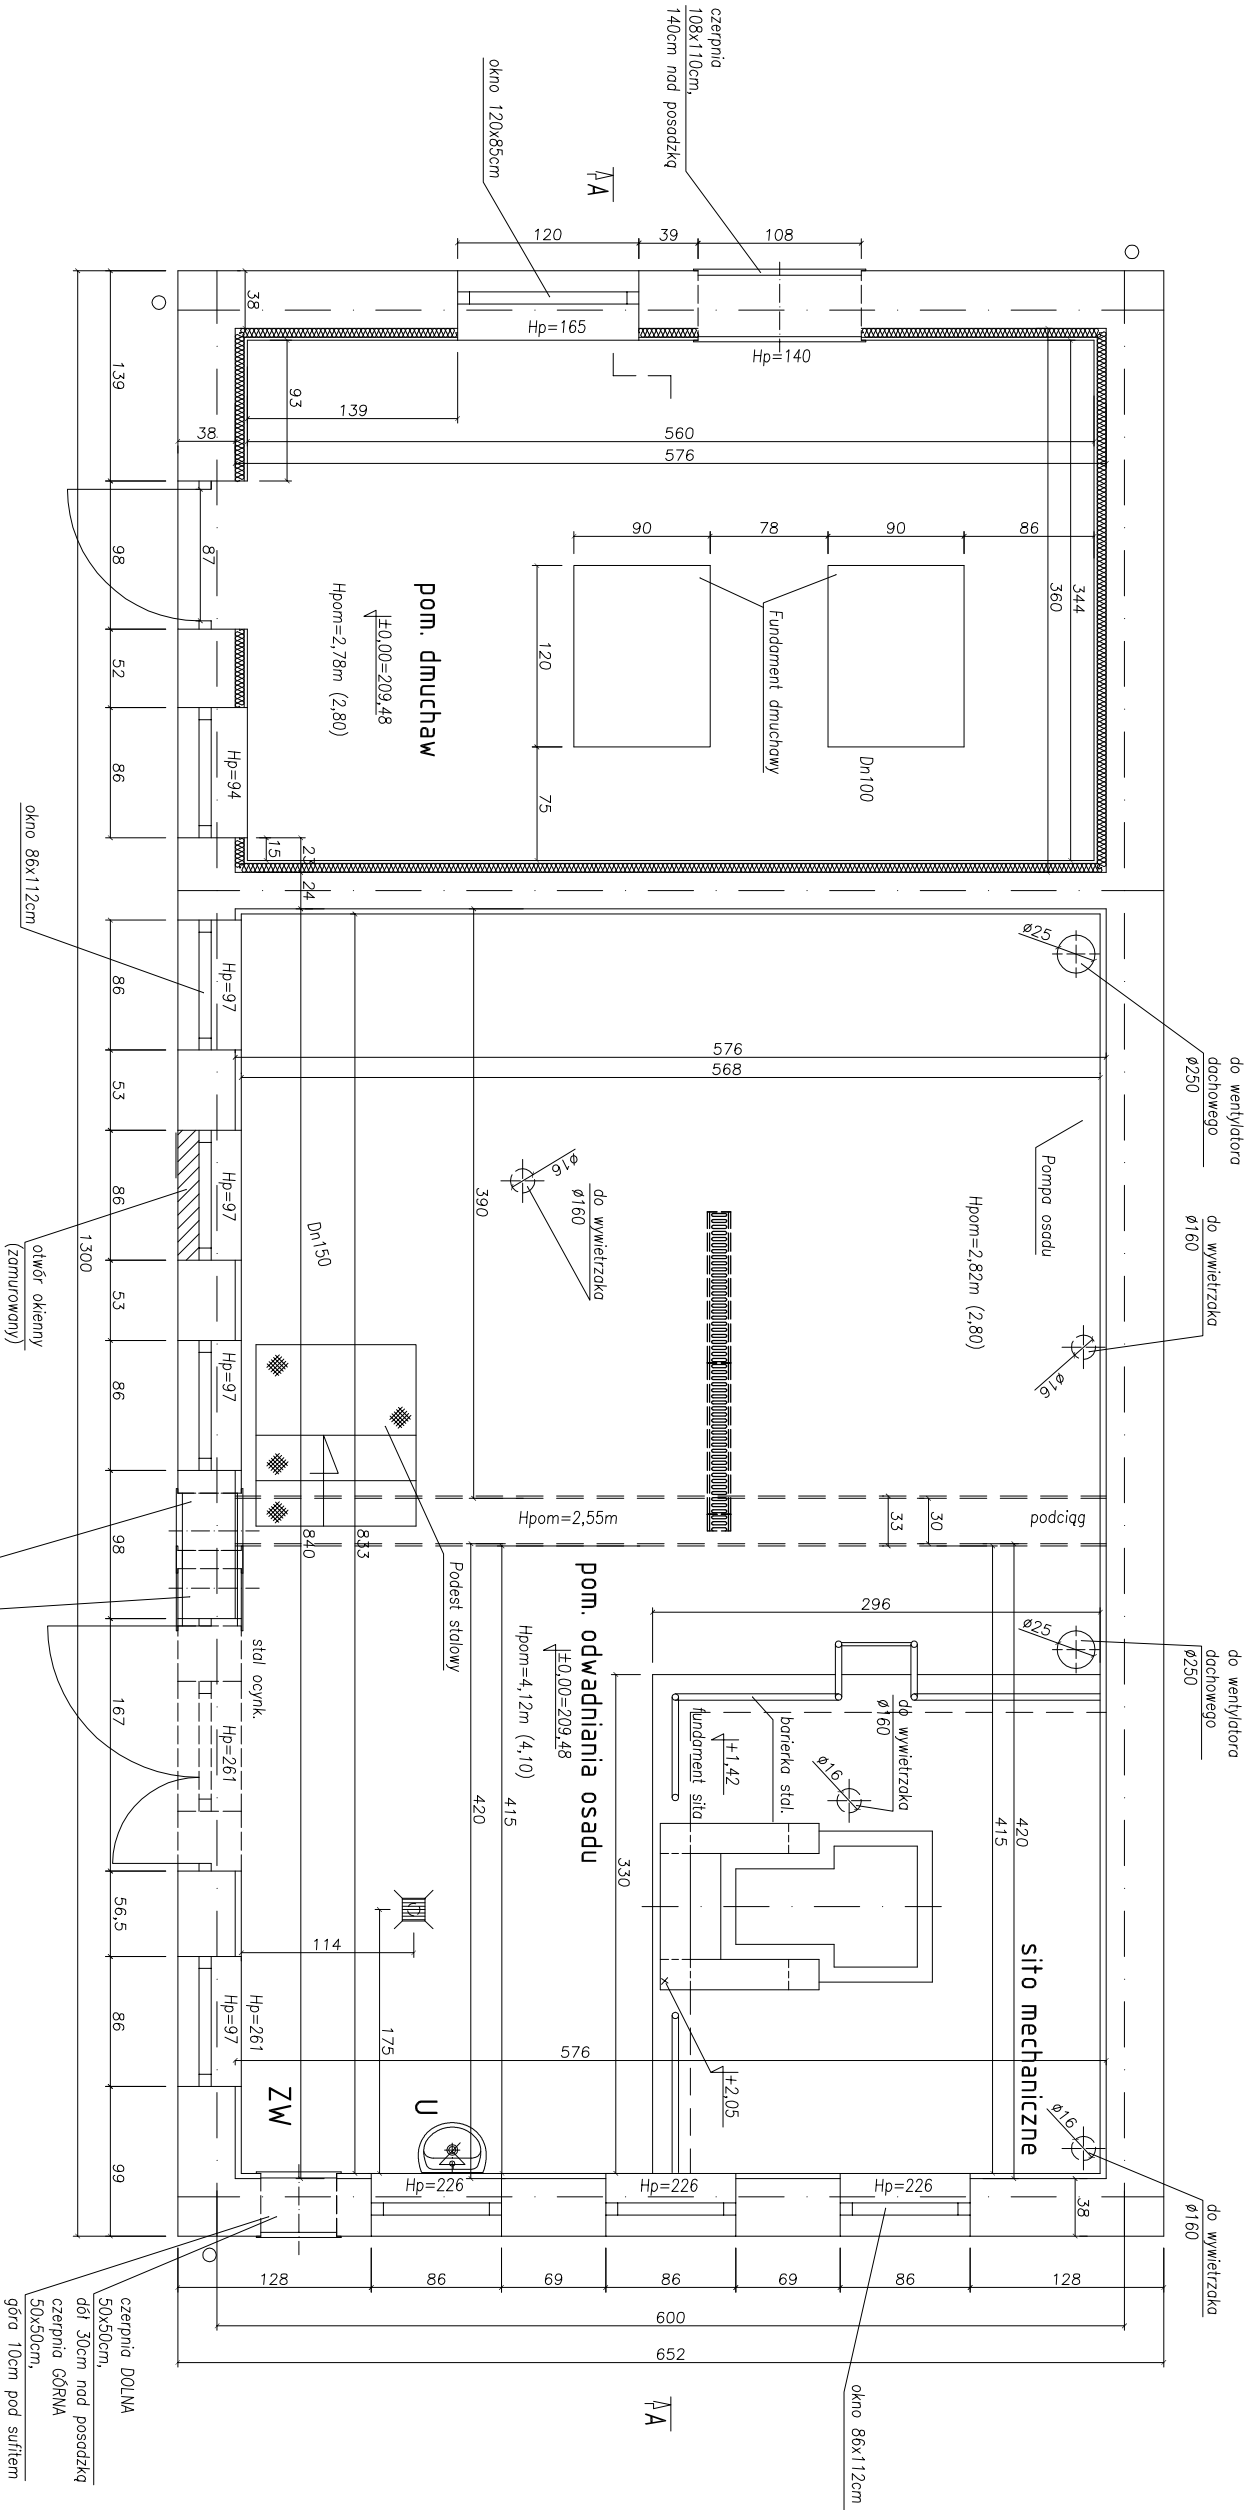 czerpnia
108x110cm,
140cm nad posadzką
okno 120x85cm
A
120
39
108
Hp=165
Hp=140
38
139
93
139
38
560
576
98
87
52
86
Hp=94
90
78
90
86
344
360
120
75
Fundament dmuchawy
Dn100
pom. dmuchaw
±0,00=209,48
Hpom=2,78m (2,80)
15
23
24
okno 86x112cm
86
Hp=97
53
86
Hp=97
otwór okienny
(zamurowany)
53
86
Hp=97
98
1300
167
Hp=261
56,5
86
Hp=97
Hp=261
99
ø25
do wentylatora
dachowego
ø250
576
568
Pompa osadu
Hpom=2,82m (2,80)
do wywietrzaka
ø160
ø16
do wywietrzaka
ø160
ø16
390
Dn150
840
833
Podest stalowy
stal ocynk.
Hpom=2,55m
33
30
podciąg
pom. odwadniania osadu
±0,00=209,48
Hpom=4,12m (4,10)
296
ø25
do wentylatora
dachowego
ø250
420
415
330
fundament sita
+1,42
barierka stal.
do wywietrzaka
ø160
ø16
415
420
sito mechaniczne
+2,05
114
175
576
ZW
U
ø16
do wywietrzaka
ø160
Hp=226
Hp=226
Hp=226
38
128
86
69
86
69
86
128
600
652
okno 86x112cm
A
czerpnia DOLNA
50x50cm,
dół 30cm nad posadzką
czerpnia GÓRNA
50x50cm,
góra 10cm pod sufitem